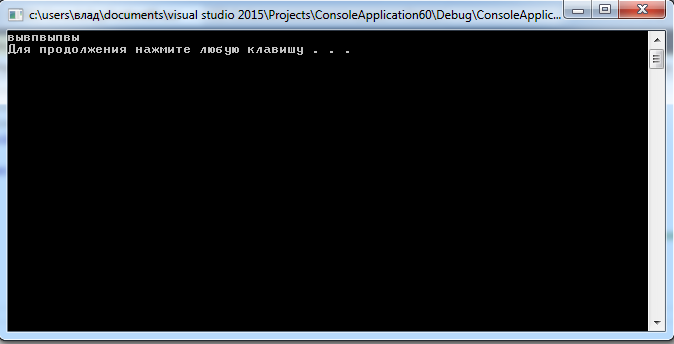 c:\users\влад\documents\visual studio 2015\Projects\ConsoleApplication60\Debug\ConsoleApplic...
вывпвыпвы
Для продолжения нажмите любую клавишу . . .